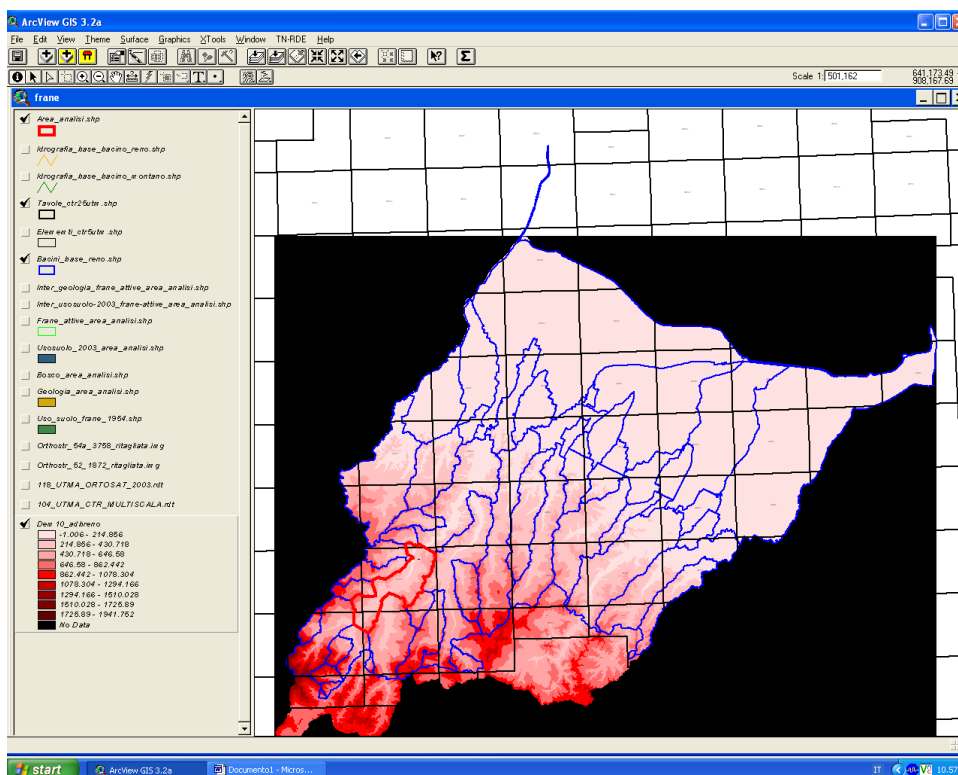 ArcView GIS 3.2a
File Edit View Theme Surface Graphics XTools Window TN-RDE Help
Scale 1: 501,162
641,173.49
908,167.69
frane
Area_analisi.shp
Idrografia_base_bacino_reno.shp
Idrografia_base_bacino_montano.shp
Tavole_ctr25utm.shp
Elementi_ctr5utm.shp
Bacini_base_reno.shp
Inter_geologia_frane_attive_area_analisi.shp
Inter_usosuolo-2003_frane-attive_area_analisi.shp
Frane_attive_area_analisi.shp
Usosuolo_2003_area_analisi.shp
Bosco_area_analisi.shp
Geologia_area_analisi.shp
Uso_suolo_frane_1954.shp
Orthostr_54a_3758_ritagliata.img
Orthostr_52_1872_ritagliata.img
118_UTMA_ORTOSAT_2003.rdt
104_UTMA_CTR_MULTISCALA.rdt
Dem10_adbreno
-1.006 - 214.856
214.856 - 430.718
430.718 - 646.58
646.58 - 862.442
862.442 - 1078.304
1078.304 - 1294.166
1294.166 - 1510.028
1510.028 - 1725.89
1725.89 - 1941.752
No Data
start
ArcView GIS 3.2a
Documento1 - Micros...
IT
10.57